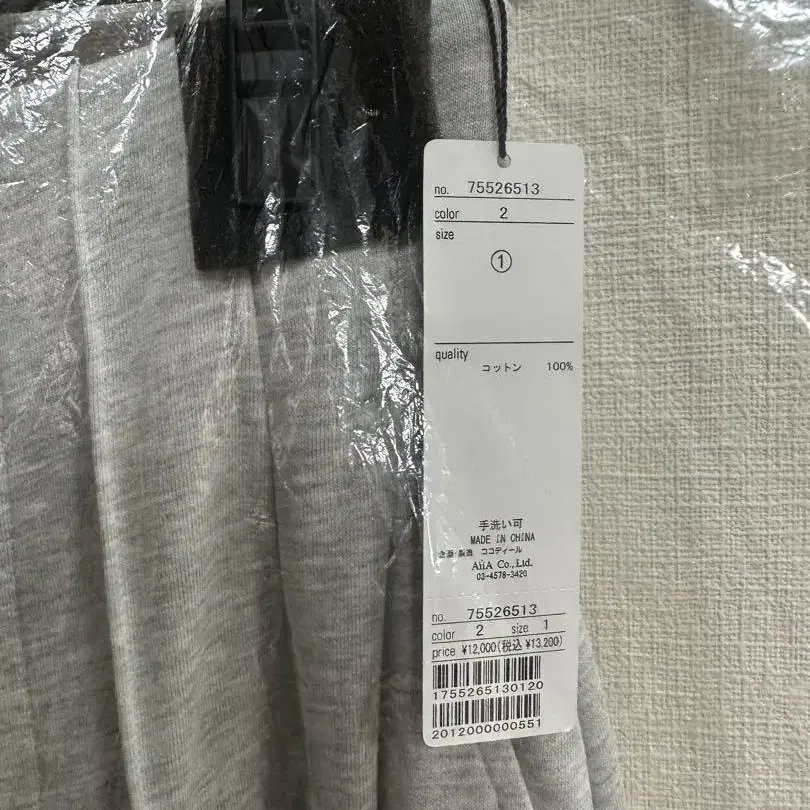 no. 75526513
color 2
size
①
quality
コットン 100%
手洗い可
MADE IN CHINA
企画・製造 ココディール
AiiA Co.,Ltd.
03-4578-3420
no. 75526513
color 2 size 1
price ¥12,000(税込 ¥13,200)
1755265130120
2012000000551